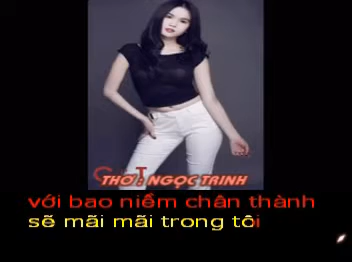 THƠ : NGỌC TRINH
với bao niềm chân thành
sẽ mãi mãi trong tôi